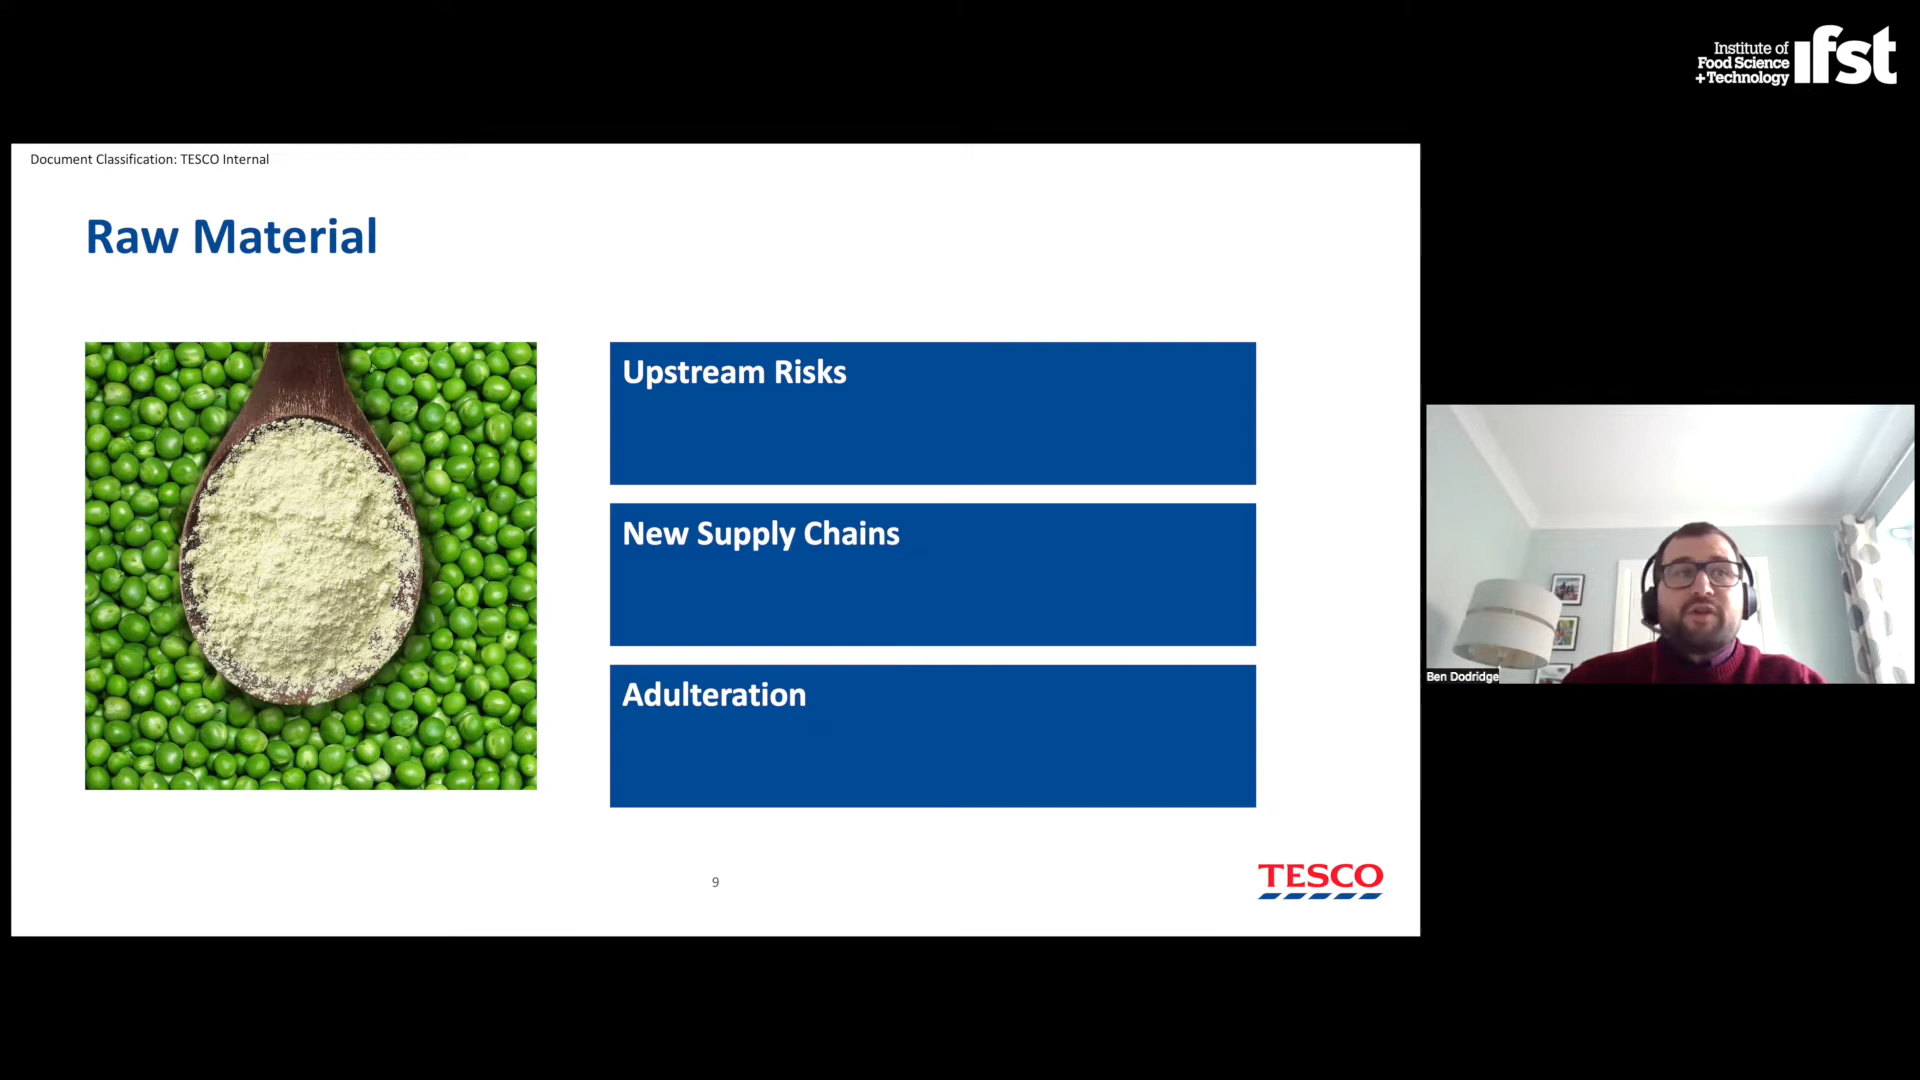 Institute of
Food Science
+Technology
ifst
Document Classification: TESCO Internal
Raw Material
Upstream Risks
New Supply Chains
Adulteration
9
TESCO
Ben Dodridge